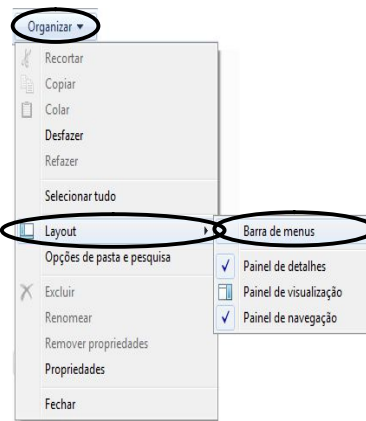 Organizar
Recortar
Copiar
Colar
Desfazer
Refazer
Selecionar tudo
Layout
Barra de menus
Opções de pasta e pesquisa
Painel de detalhes
Excluir
Painel de visualização
Renomear
Painel de navegação
Remover propriedades
Propriedades
Fechar